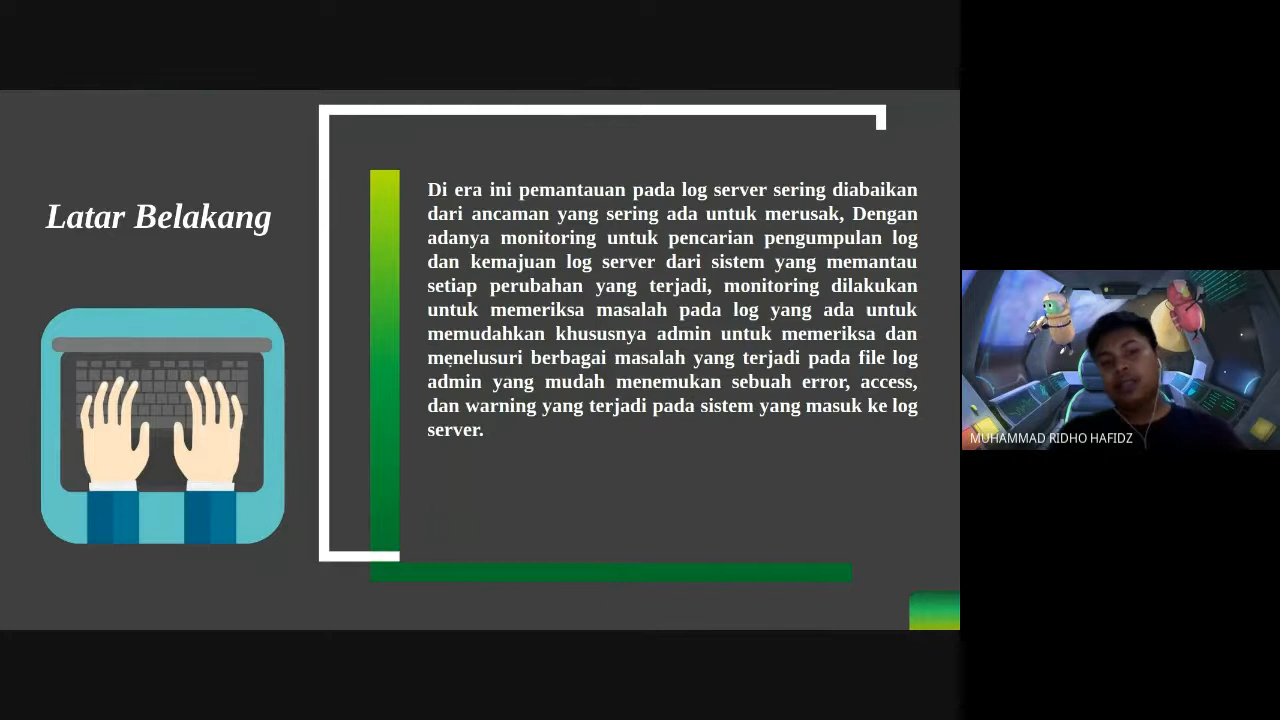 Latar Belakang
Di era ini pemantauan pada log server sering diabaikan
dari ancaman yang sering ada untuk merusak, Dengan
adanya monitoring untuk pencarian pengumpulan log
dan kemajuan log server dari sistem yang memantau
setiap perubahan yang terjadi, monitoring dilakukan
untuk memeriksa masalah pada log yang ada untuk
memudahkan khususnya admin untuk memeriksa dan
menelusuri berbagai masalah yang terjadi pada file log
admin yang mudah menemukan sebuah error, access,
dan warning yang terjadi pada sistem yang masuk ke log
server.
MUHAMMAD RIDHO HAFIDZ